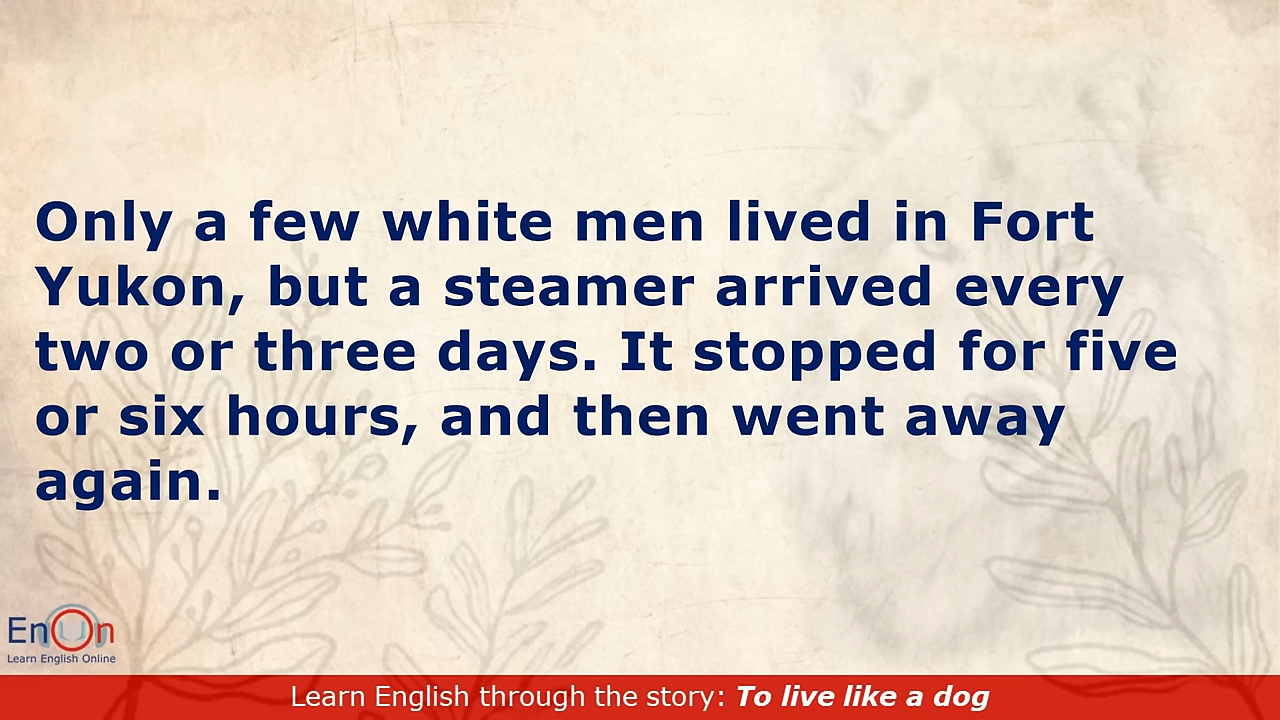 Only a few white men lived in Fort
Yukon, but a steamer arrived every
two or three days. It stopped for five
or six hours, and then went away
again.
EnOn
Learn English Online
Learn English through the story: To live like a dog